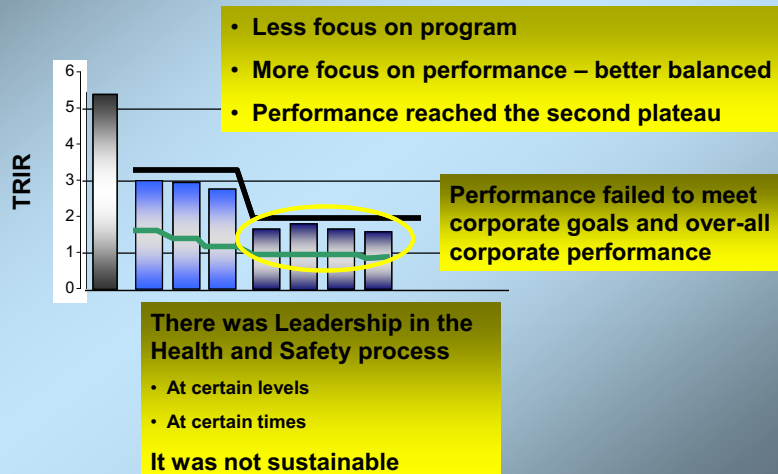 • Less focus on program
• More focus on performance – better balanced
• Performance reached the second plateau
TRIR
6
5
4
3
2
1
0
Performance failed to meet
corporate goals and over-all
corporate performance
There was Leadership in the
Health and Safety process
• At certain levels
• At certain times
It was not sustainable